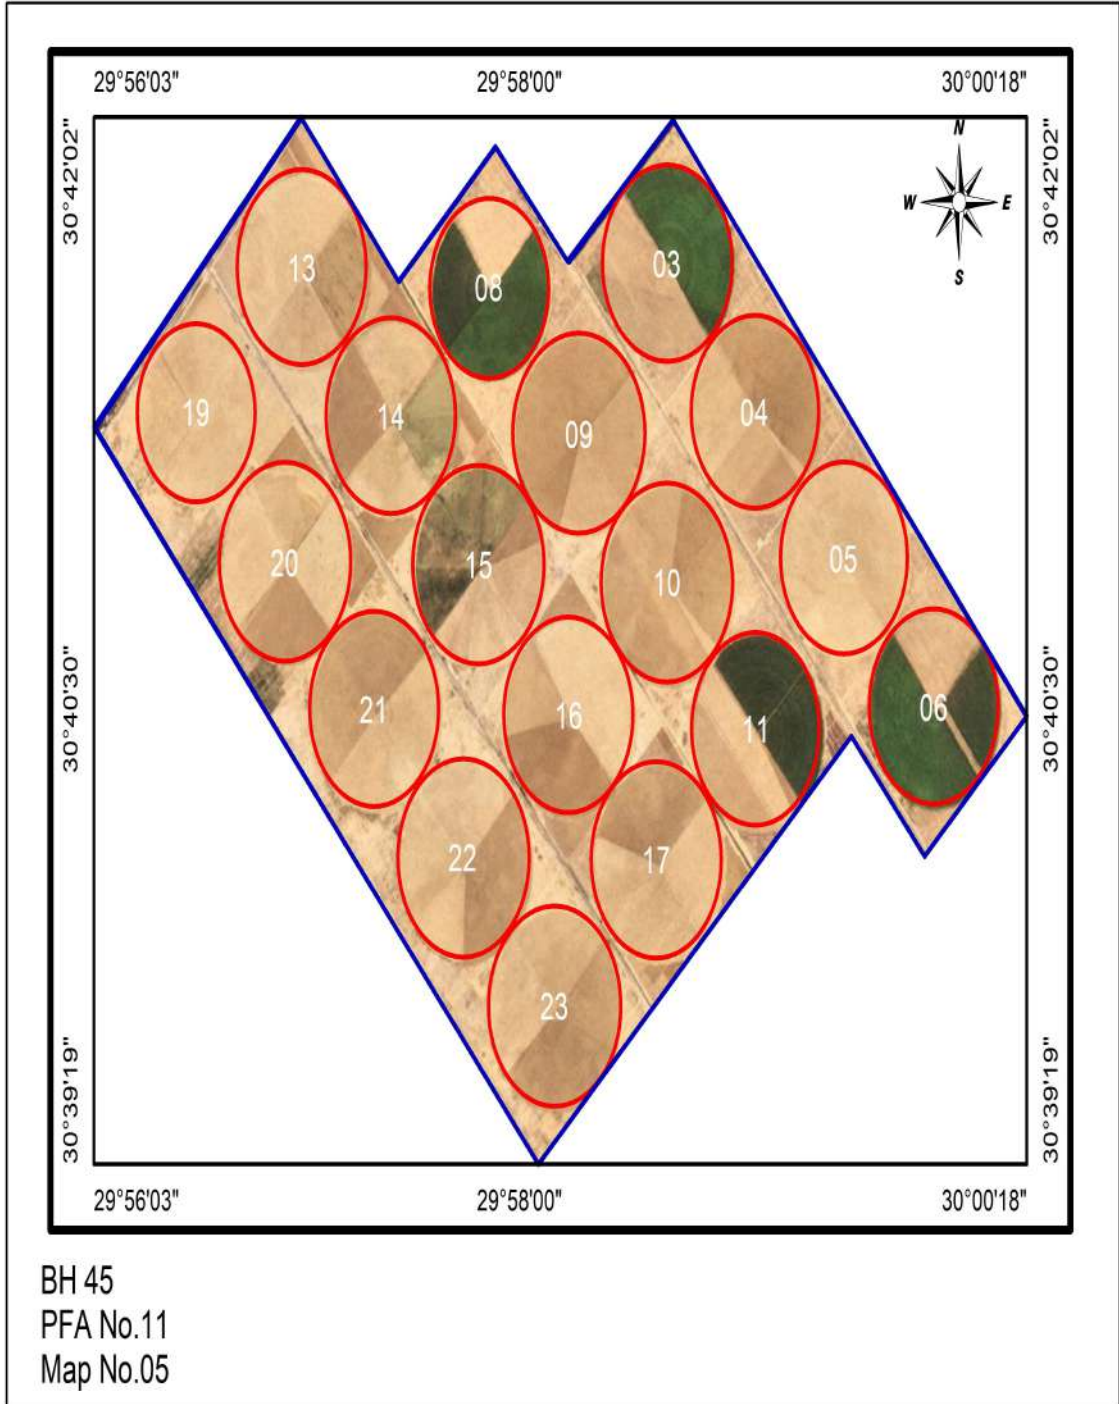 29°56'03" 29°58'00" 30°00'18"
30°42'02" 30°42'02"
N
W E
S
13 08 03
19 14 09 04
20 15 10 05
21 16 11 06
22 17
23
30°40'30" 30°40'30"
30°39'19" 30°39'19"
29°56'03" 29°58'00" 30°00'18"
BH 45
PFA No.11
Map No.05